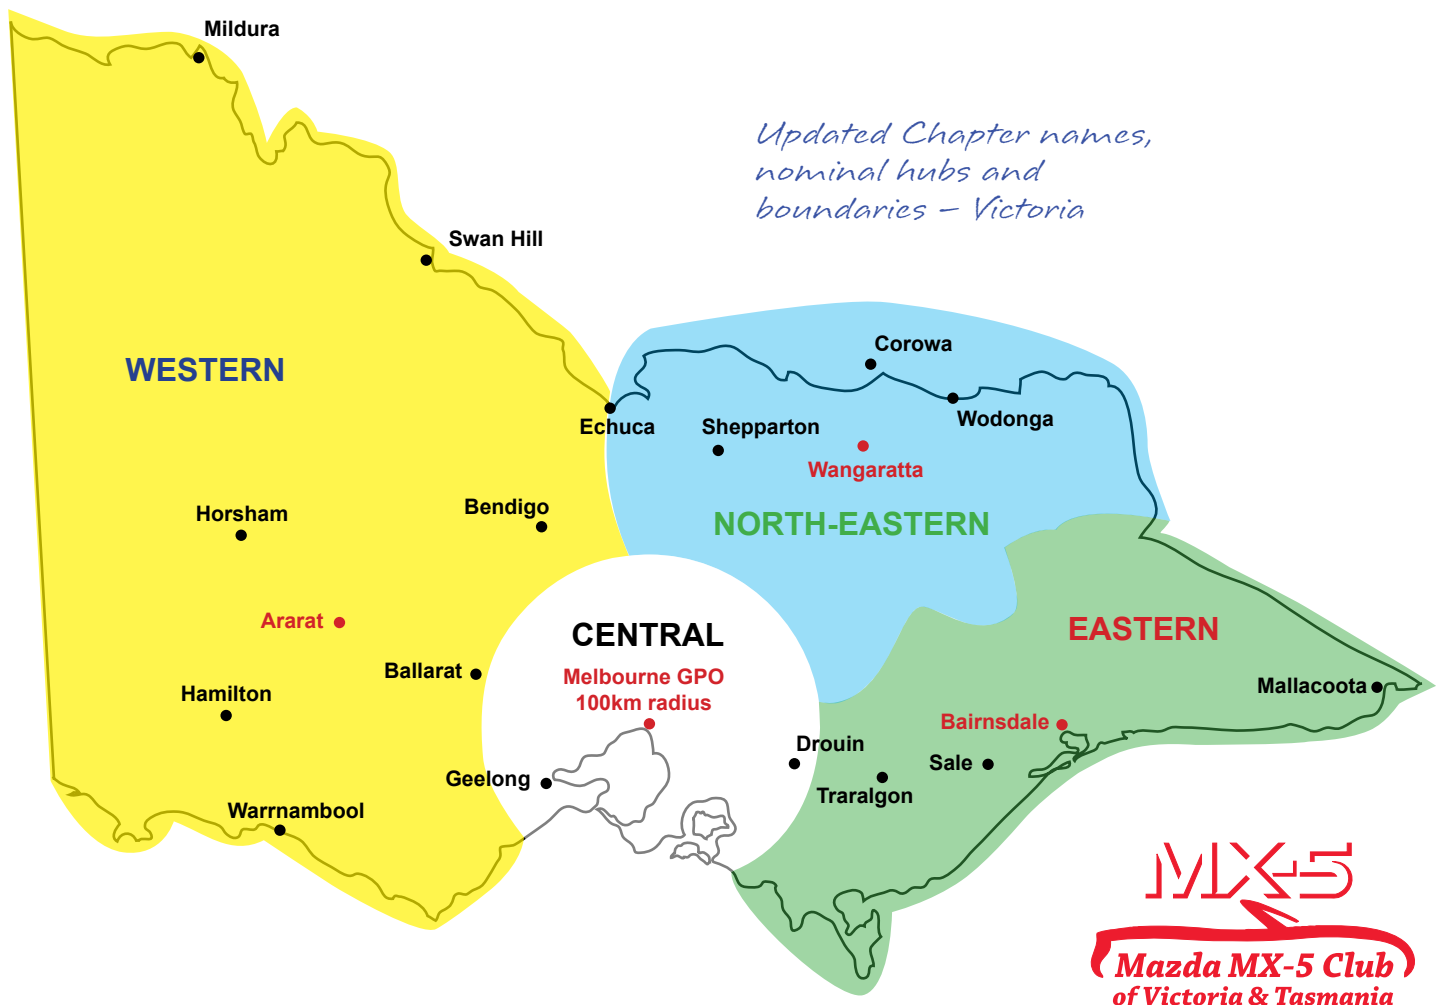 Mildura
Updated Chapter names,
nominal hubs and
boundaries – Victoria
Swan Hill
WESTERN
Corowa
Echuca
Shepparton
Wodonga
Wangaratta
Horsham
Bendigo
NORTH-EASTERN
Ararat
CENTRAL
EASTERN
Ballarat
Melbourne GPO
100km radius
Hamilton
Mallacoota
Bairnsdale
Drouin
Geelong
Sale
Traralgon
Warrnambool
MX-5
Mazda MX-5 Club
of Victoria & Tasmania